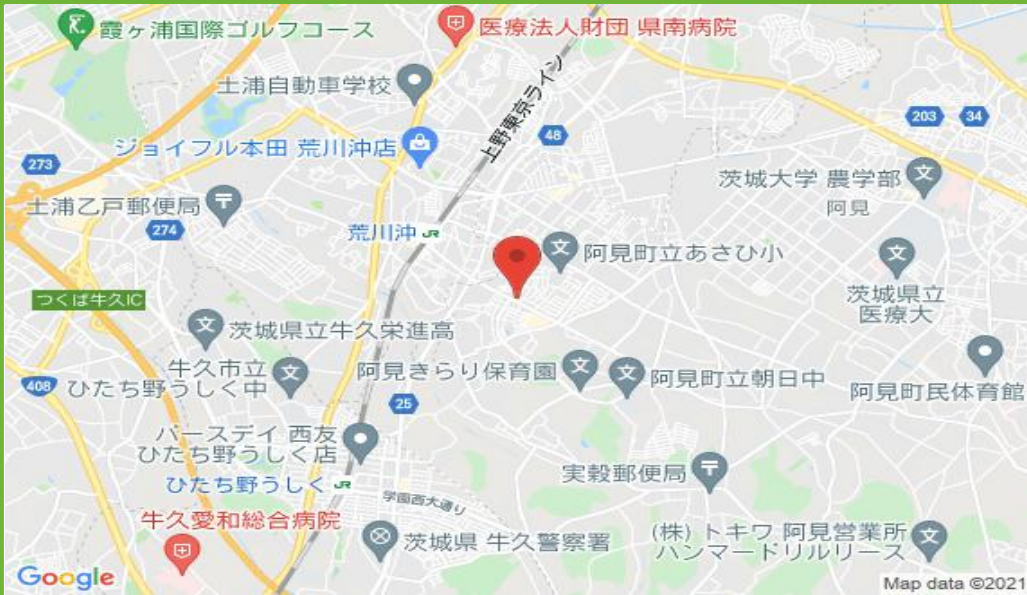 霞ヶ浦国際ゴルフコース
医療法人財団 県南病院
土浦自動車学校
上野東京ライン
48
203
34
ジョイフル本田 荒川沖店
273
茨城大学 農学部
阿見
土浦乙戸郵便局
274
荒川沖 JR
阿見町立あさひ小
茨城県立
医療大
つくば牛久IC
茨城県立牛久栄進高
牛久市立
ひたち野うしく中
408
阿見きらり保育園
阿見町立朝日中
阿見町民体育館
25
バースデイ 西友
ひたち野うしく店
ひたち野うしく JR
学園西大通り
実穀郵便局
牛久愛和総合病院
茨城県 牛久警察署
(株) トキワ 阿見営業所
ハンマードリルリース
Google
Map data ©2021